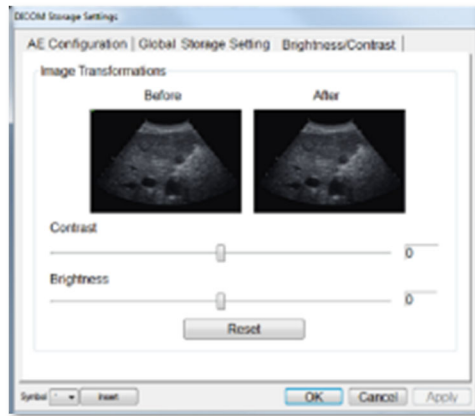 DICOM Storage Settings
AE Configuration | Global Storage Setting | Brightness/Contrast |
Image Transformations
Before After
Contrast
0
Brightness
0
Reset
Symbol Insert
OK Cancel Apply